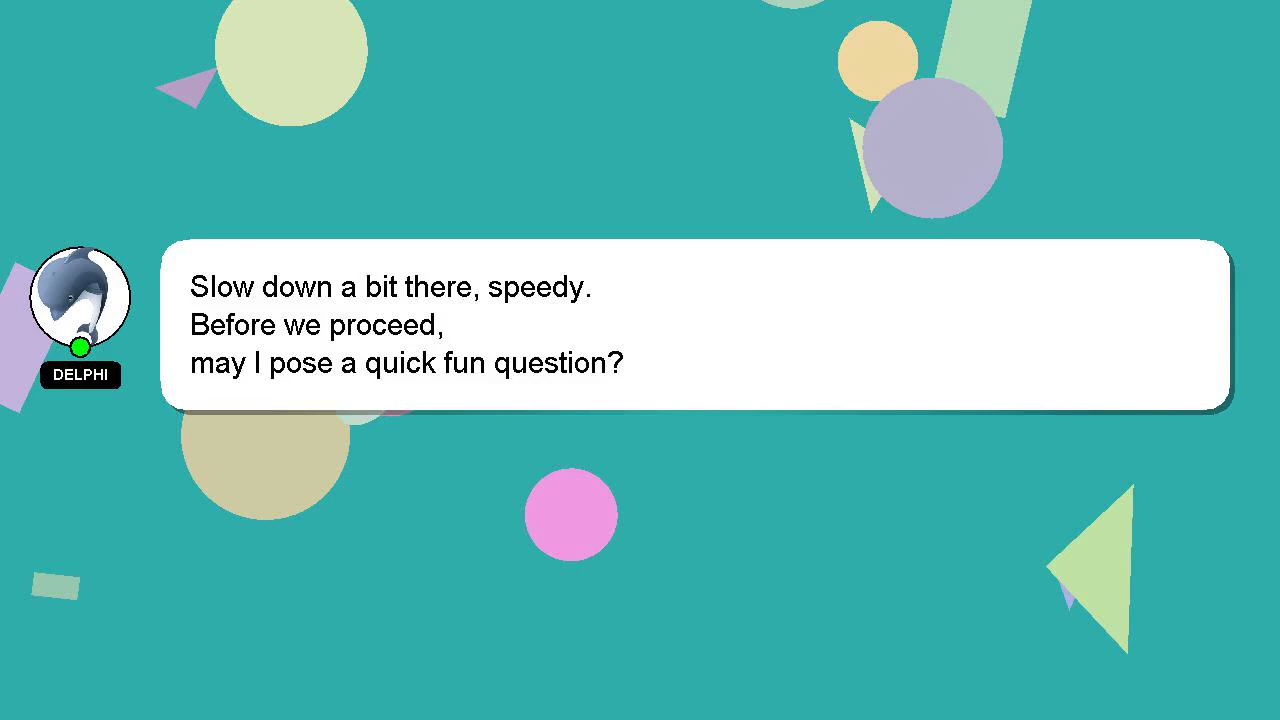 Slow down a bit there, speedy.
Before we proceed,
may I pose a quick fun question?
DELPHI